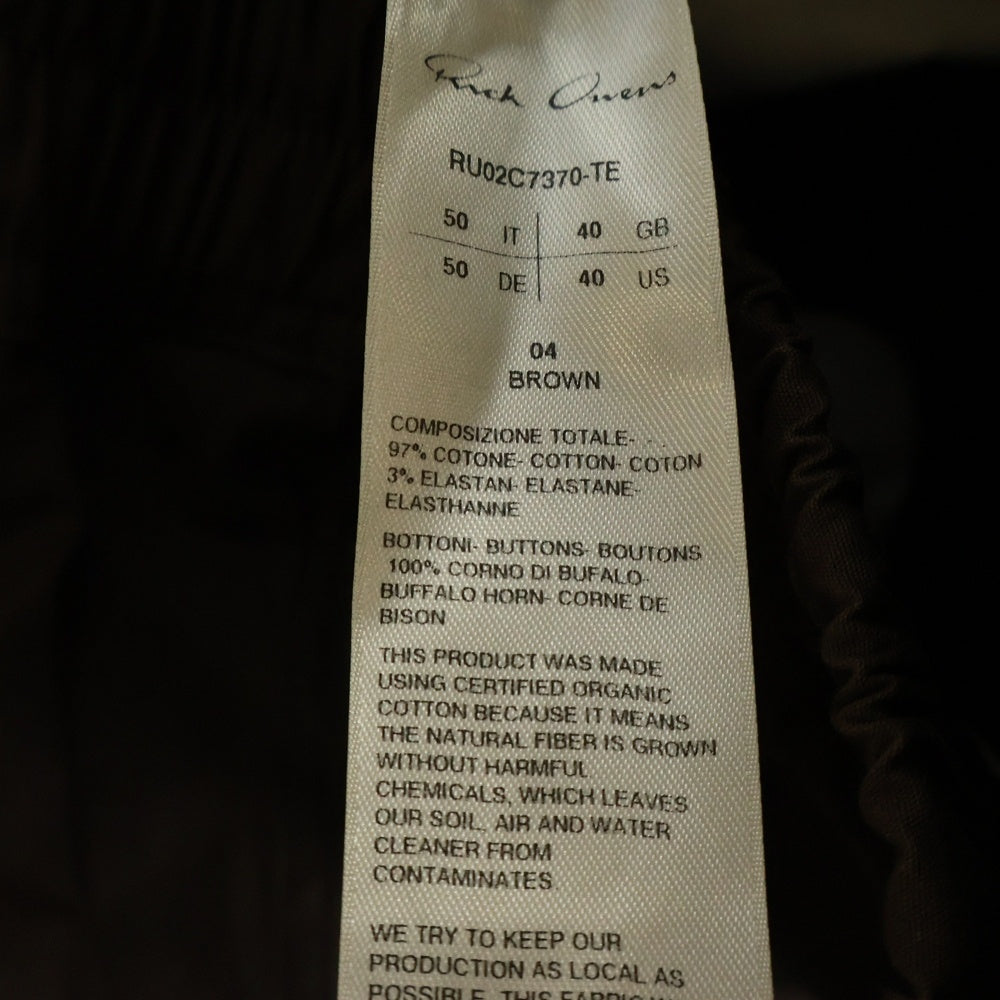 Rick Owens
RU02C7370-TE
50 IT 40 GB
50 DE 40 US
04
BROWN
COMPOSIZIONE TOTALE- - -
97% COTONE- COTTON- COTON
3% ELASTAN- ELASTANE-
ELASTHANNE
BOTTONI- BUTTONS- BOUTONS
100% CORNO DI BUFALO-
BUFFALO HORN- CORNE DE
BISON
THIS PRODUCT WAS MADE
USING CERTIFIED ORGANIC
COTTON BECAUSE IT MEANS
THE NATURAL FIBER IS GROWN
WITHOUT HARMFUL
CHEMICALS, WHICH LEAVES
OUR SOIL, AIR AND WATER
CLEANER FROM
CONTAMINATES
WE TRY TO KEEP OUR
PRODUCTION AS LOCAL AS
POSSIBLE. THIS FABRIC